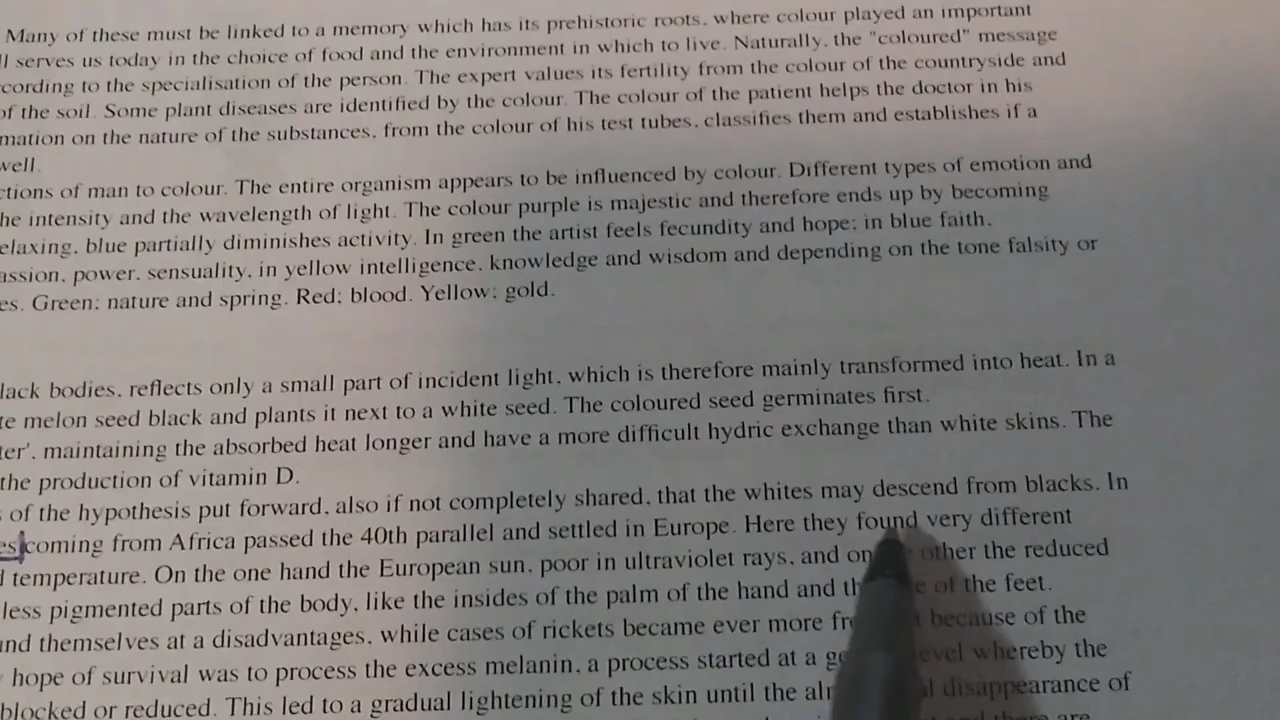 Many of these must be linked to a memory which has its prehistoric roots, where colour played an important
serves us today in the choice of food and the environment in which to live. Naturally, the "coloured" message
cording to the specialisation of the person. The expert values its fertility from the colour of the countryside and
of the soil. Some plant diseases are identified by the colour. The colour of the patient helps the doctor in his
mation on the nature of the substances, from the colour of his test tubes, classifies them and establishes if a
well.
ctions of man to colour. The entire organism appears to be influenced by colour. Different types of emotion and
he intensity and the wavelength of light. The colour purple is majestic and therefore ends up by becoming
elaxing, blue partially diminishes activity. In green the artist feels fecundity and hope: in blue faith,
assion, power, sensuality, in yellow intelligence, knowledge and wisdom and depending on the tone falsity or
es. Green: nature and spring. Red: blood. Yellow: gold.
lack bodies, reflects only a small part of incident light, which is therefore mainly transformed into heat. In a
te melon seed black and plants it next to a white seed. The coloured seed germinates first.
ter', maintaining the absorbed heat longer and have a more difficult hydric exchange than white skins. The
the production of vitamin D.
of the hypothesis put forward, also if not completely shared, that the whites may descend from blacks. In
es coming from Africa passed the 40th parallel and settled in Europe. Here they found very different
temperature. On the one hand the European sun, poor in ultraviolet rays, and on other the reduced
less pigmented parts of the body, like the insides of the palm of the hand and of the feet.
nd themselves at a disadvantages, while cases of rickets became ever more because of the
hope of survival was to process the excess melanin, a process started at a whereby the
blocked or reduced. This led to a gradual lightening of the skin until the disappearance of